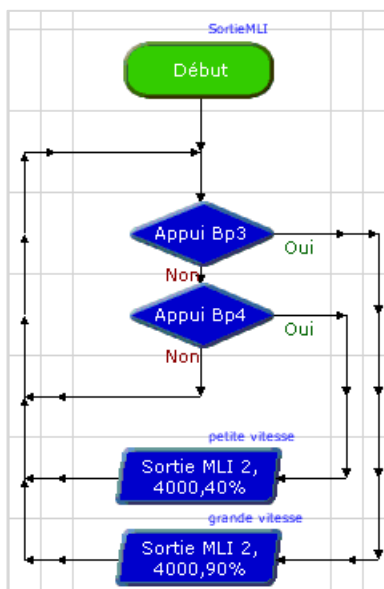 SortieMLI
Début
Appui Bp3
Oui
Non
Appui Bp4
Oui
Non
petite vitesse
Sortie MLI 2,
4000,40%
grande vitesse
Sortie MLI 2,
4000,90%